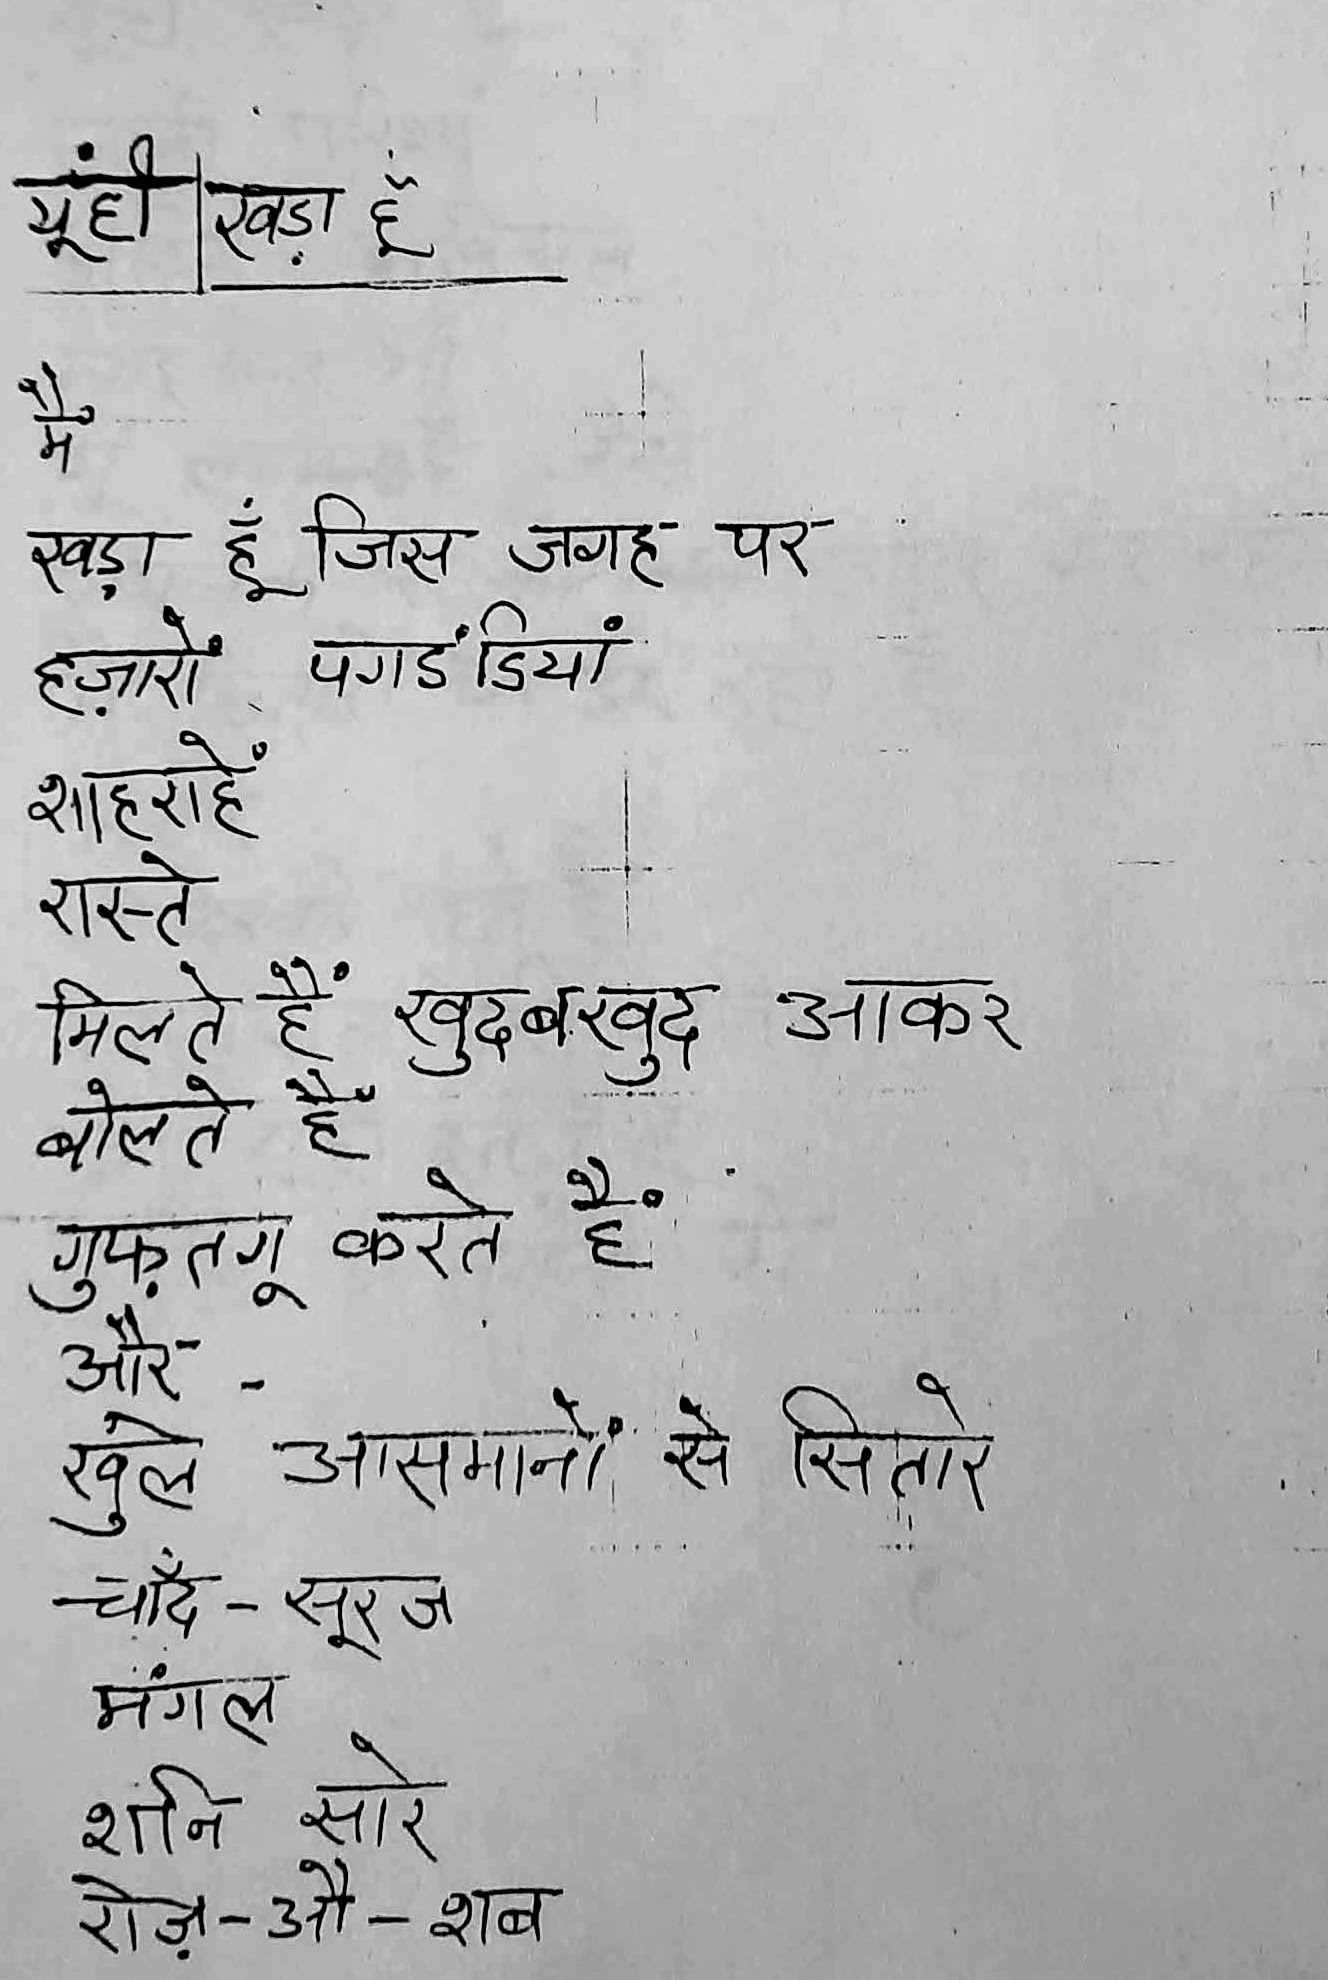 यूंही खड़ा हूँ
मैं
खड़ा हूँ जिस जगह पर
हज़ारों पगडंडियां
शाहराहें
रास्ते
मिलते हैं खुदबखुद आकर
बोलते हैं
गुफ़तगू करते हैं
और -
खुले आसमानों से सितारे
चाँद - सूरज
मंगल
शनि सारे
रोज़ - औ - शब